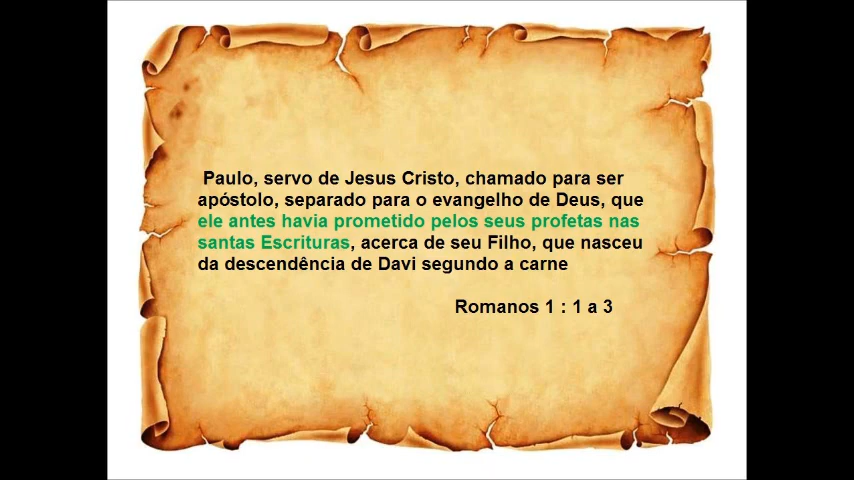 Paulo, servo de Jesus Cristo, chamado para ser
apóstolo, separado para o evangelho de Deus, que
ele antes havia prometido pelos seus profetas nas
santas Escrituras, acerca de seu Filho, que nasceu
da descendência de Davi segundo a carne
Romanos 1 : 1 a 3